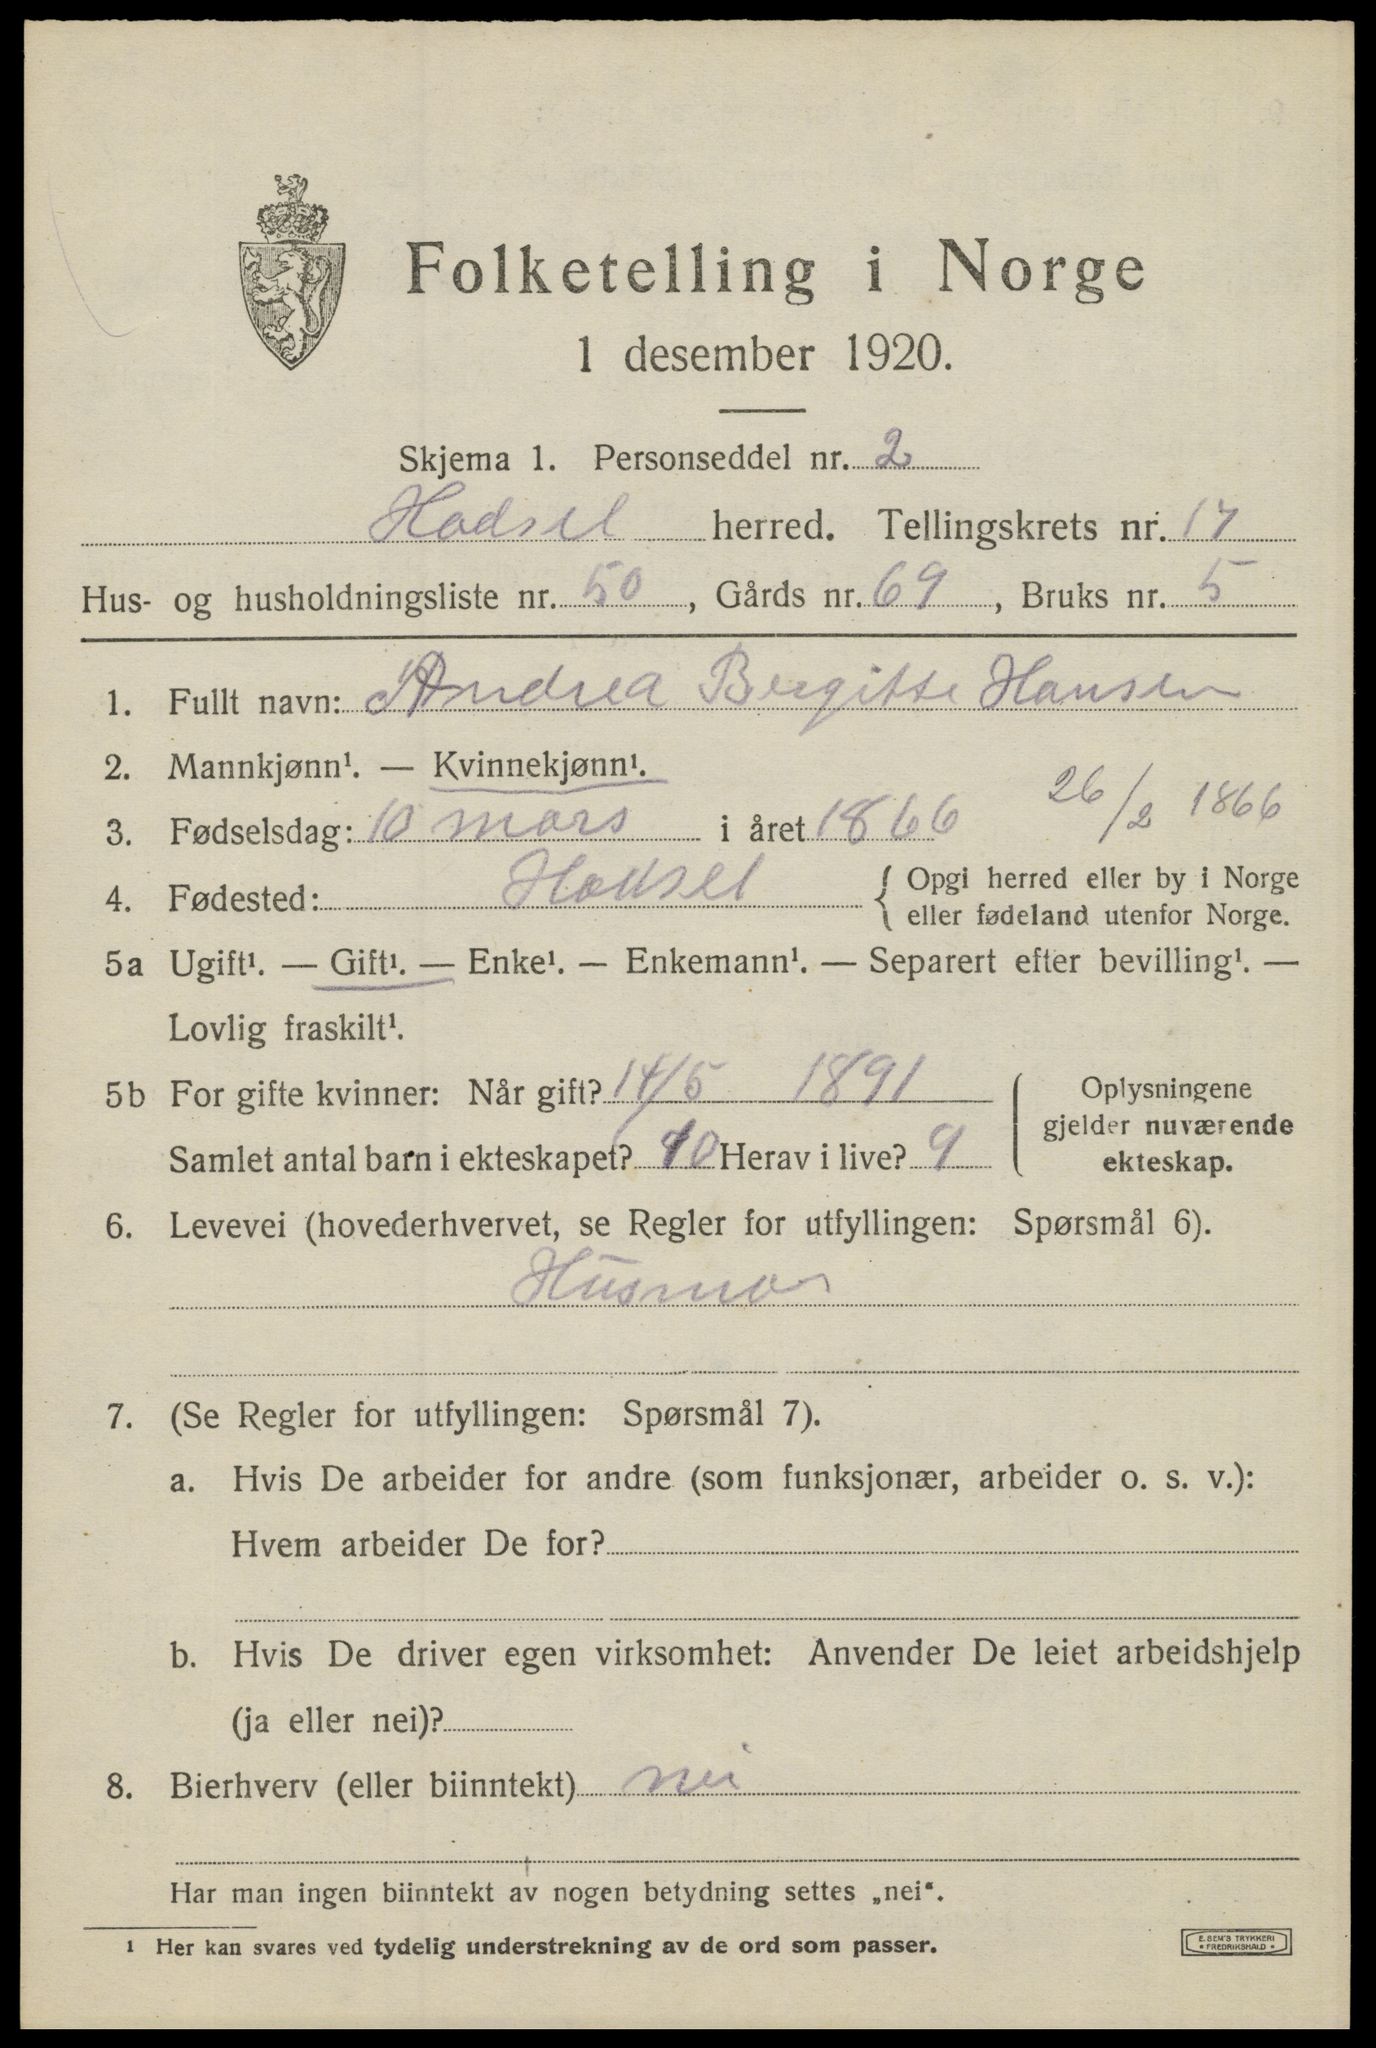 Folketelling i Norge
1 desember 1920.
Skjema 1. Personseddel nr. 2
Hadsel herred. Tellingskrets nr. 17
Hus- og husholdningsliste nr. 50, Gårds nr. 69, Bruks nr. 5
1. Fullt navn: Andrea Bergitte Hansen
2. Mannkjønn¹. — Kvinnekjønn¹.
3. Fødselsdag: 10 mars i året 1866 26/2 1866
4. Fødested: Hadsel { Opgi herred eller by i Norge
eller fødeland utenfor Norge.
5a Ugift¹. — Gift¹. — Enke¹. — Enkemann¹. — Separert efter bevilling¹. —
Lovlig fraskilt¹.
5b For gifte kvinner: Når gift? 14/5 1891
Samlet antal barn i ekteskapet? 10 Herav i live? 9
Oplysningene
gjelder nuværende
ekteskap.
6. Levevei (hovederhvervet, se Regler for utfyllingen: Spørsmål 6).
Husmor
7. (Se Regler for utfyllingen: Spørsmål 7).
a. Hvis De arbeider for andre (som funksjonær, arbeider o. s. v.):
Hvem arbeider De for?
b. Hvis De driver egen virksomhet: Anvender De leiet arbeidshjelp
(ja eller nei)?
8. Bierhverv (eller biinntekt) nei
Har man ingen biinntekt av nogen betydning settes „nei“.
¹ Her kan svares ved tydelig understrekning av de ord som passer.
E. SEM'S TRYKKERI
• FREDRIKSHALD •